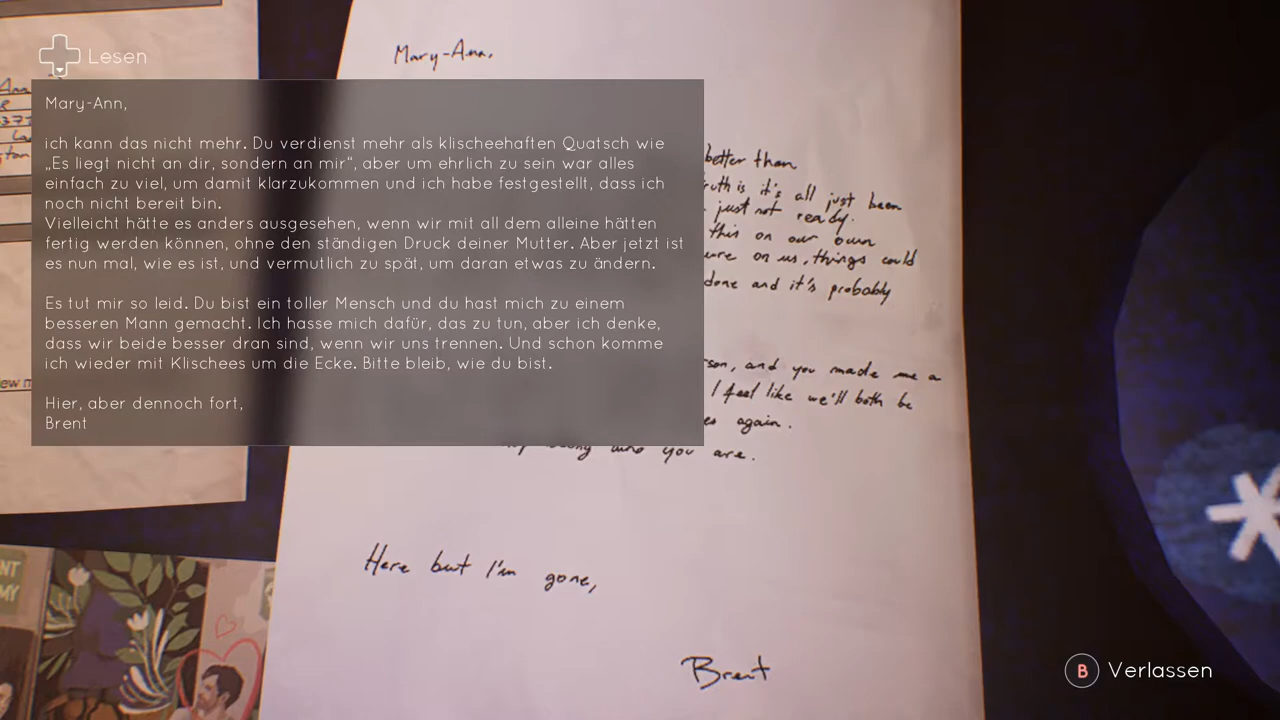 Lesen
Mary-Ann,
ich kann das nicht mehr. Du verdienst mehr als klischeehaften Quatsch wie
„Es liegt nicht an dir, sondern an mir“, aber um ehrlich zu sein war alles
einfach zu viel, um damit klarzukommen und ich habe festgestellt, dass ich
noch nicht bereit bin.
Vielleicht hätte es anders ausgesehen, wenn wir mit all dem alleine hätten
fertig werden können, ohne den ständigen Druck deiner Mutter. Aber jetzt ist
es nun mal, wie es ist, und vermutlich zu spät, um daran etwas zu ändern.
Es tut mir so leid. Du bist ein toller Mensch und du hast mich zu einem
besseren Mann gemacht. Ich hasse mich dafür, das zu tun, aber ich denke,
dass wir beide besser dran sind, wenn wir uns trennen. Und schon komme
ich wieder mit Klischees um die Ecke. Bitte bleib, wie du bist.
Hier, aber dennoch fort,
Brent
Mary-Ann,
better than
it's all just been
just not ready.
this on our own
on us, things could
done and it's probably
and you made me a
I feel like we'll both be
again.
you are.
Here but I'm gone,
Brent
B Verlassen